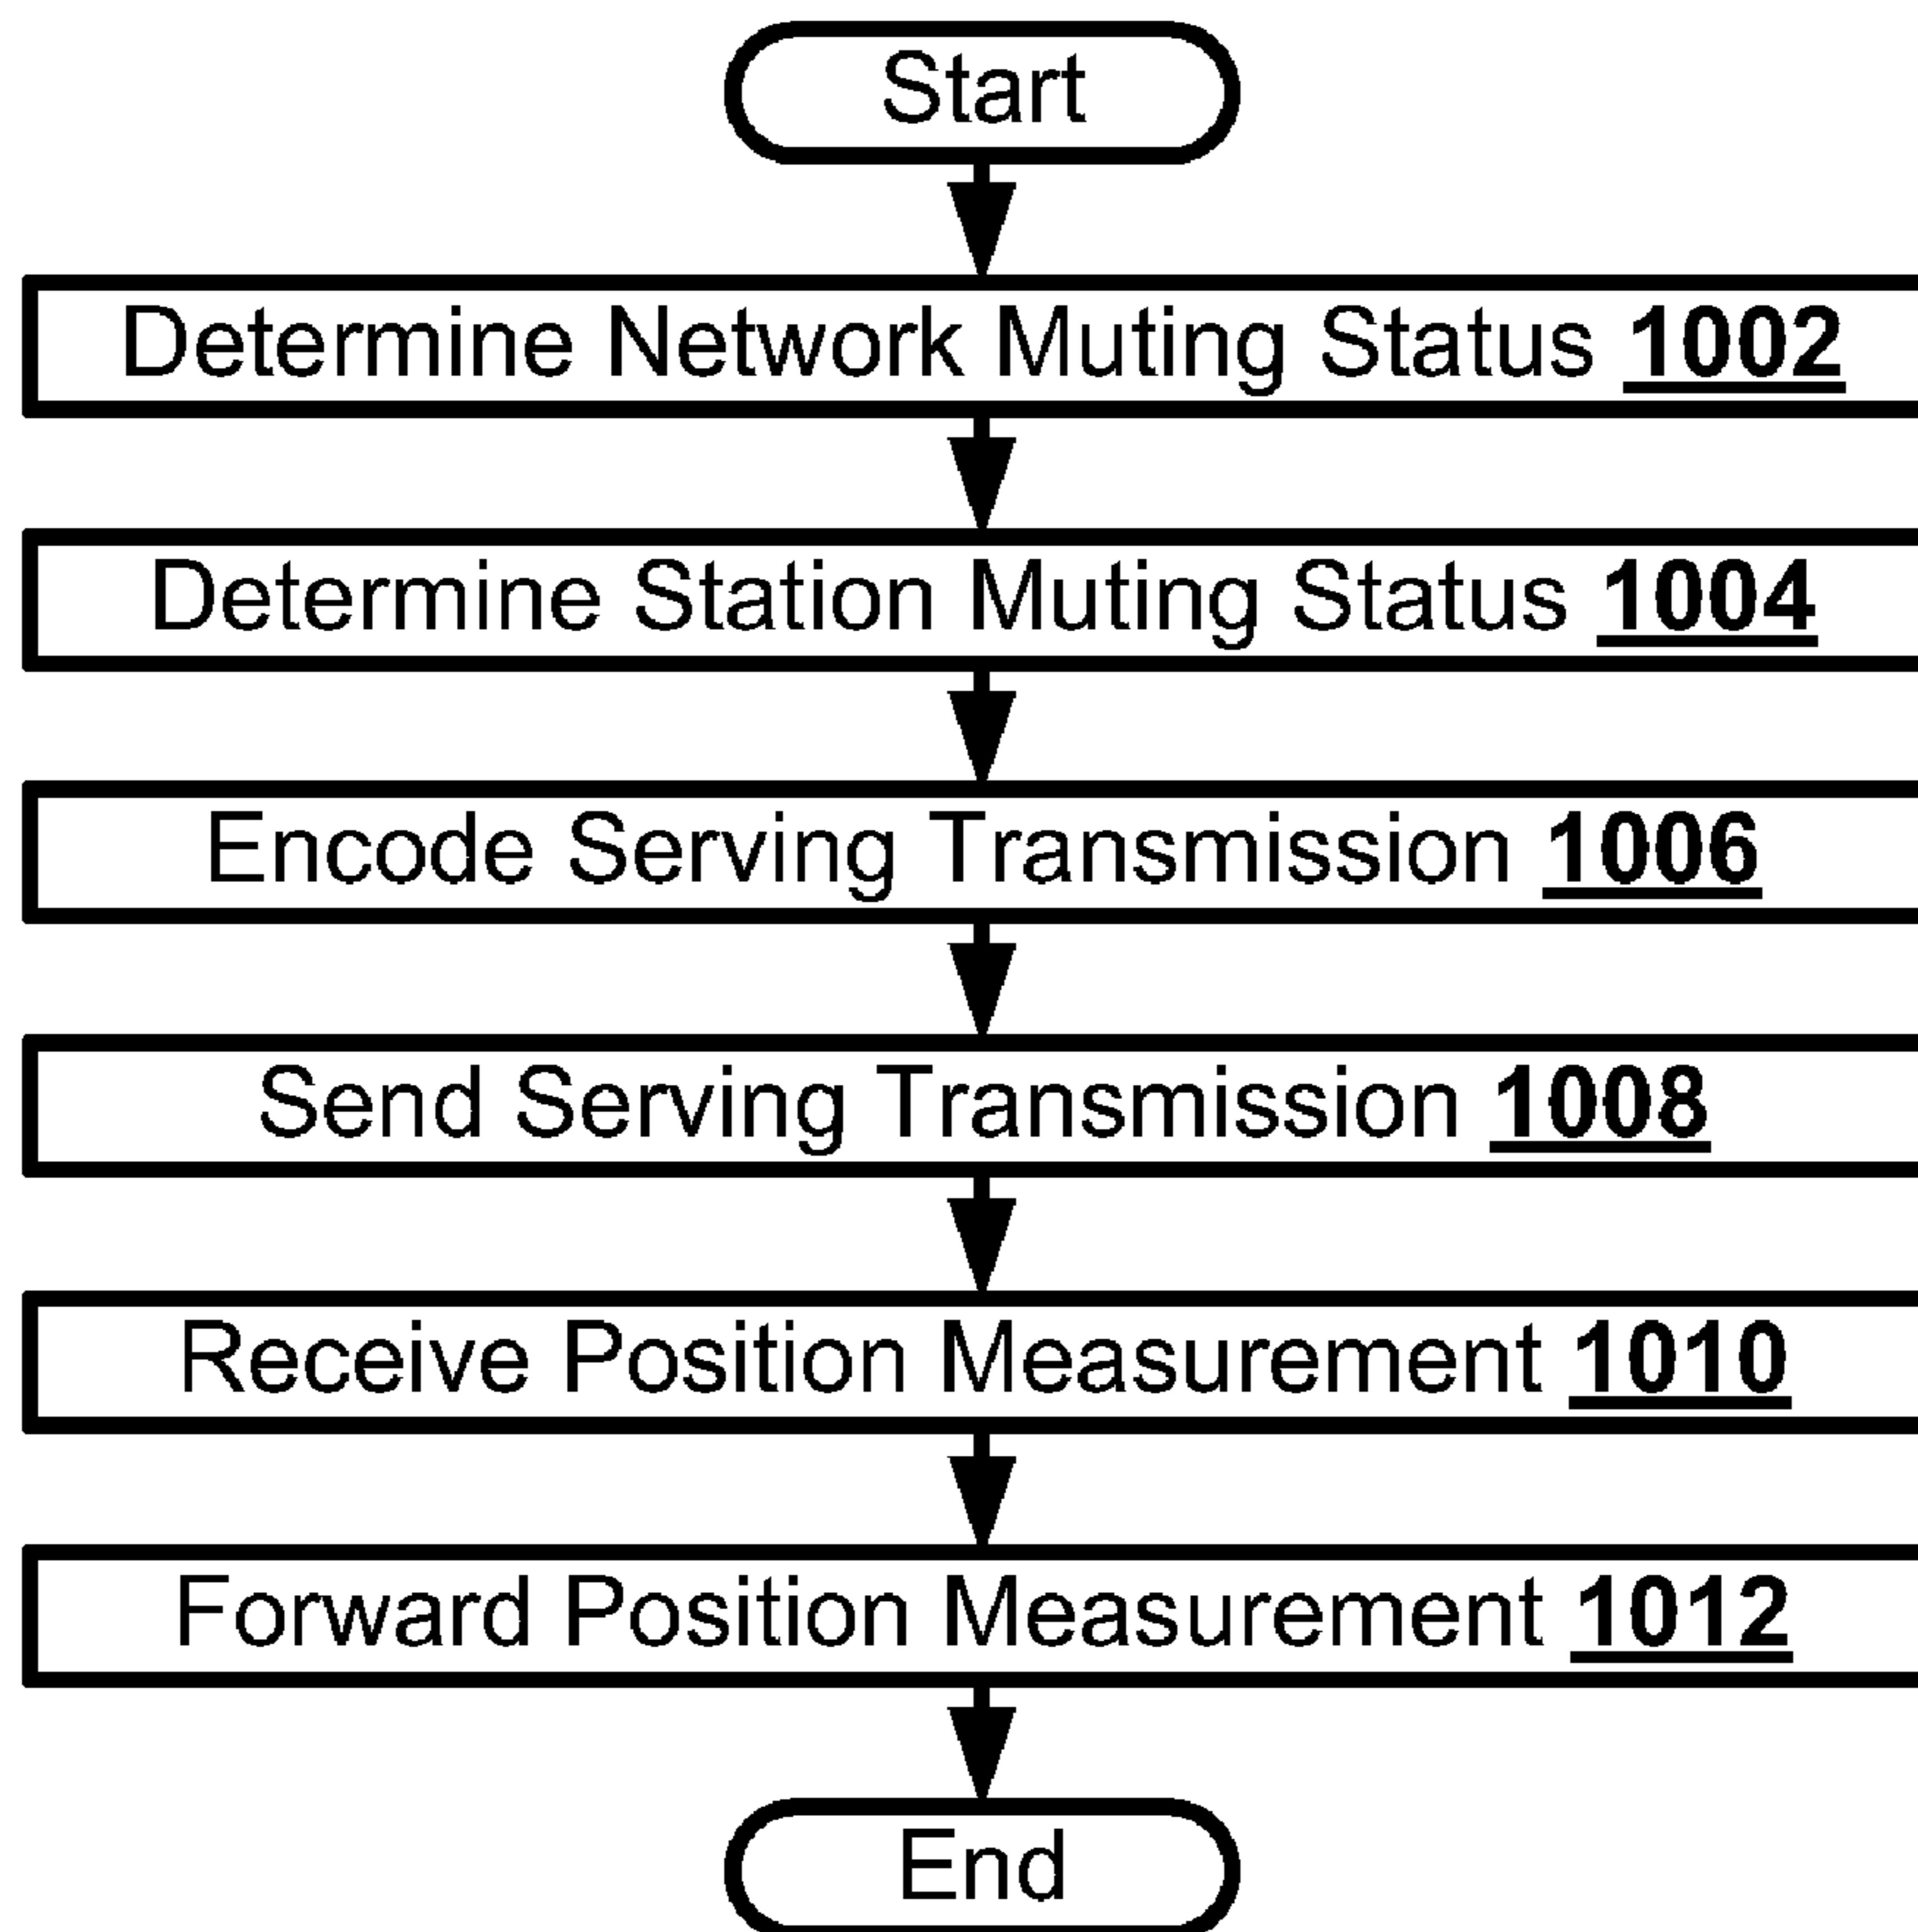 Start
Determine Network Muting Status 1002
Determine Station Muting Status 1004
Encode Serving Transmission 1006
Send Serving Transmission 1008
Receive Position Measurement 1010
Forward Position Measurement 1012
End